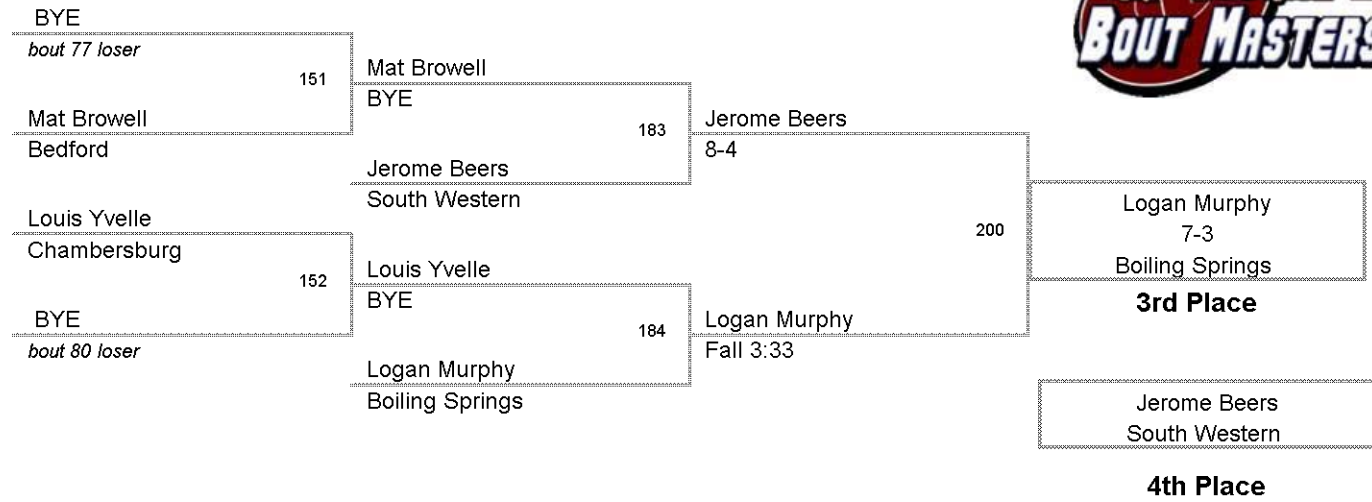 BOUT MASTERS
BYE
bout 77 loser
151
Mat Browell
Bedford
Louis Yvelle
Chambersburg
152
BYE
bout 80 loser
Mat Browell
BYE
183
Jerome Beers
South Western
Louis Yvelle
BYE
184
Logan Murphy
Boiling Springs
Jerome Beers
8-4
200
Logan Murphy
Fall 3:33
Logan Murphy
7-3
Boiling Springs
3rd Place
Jerome Beers
South Western
4th Place